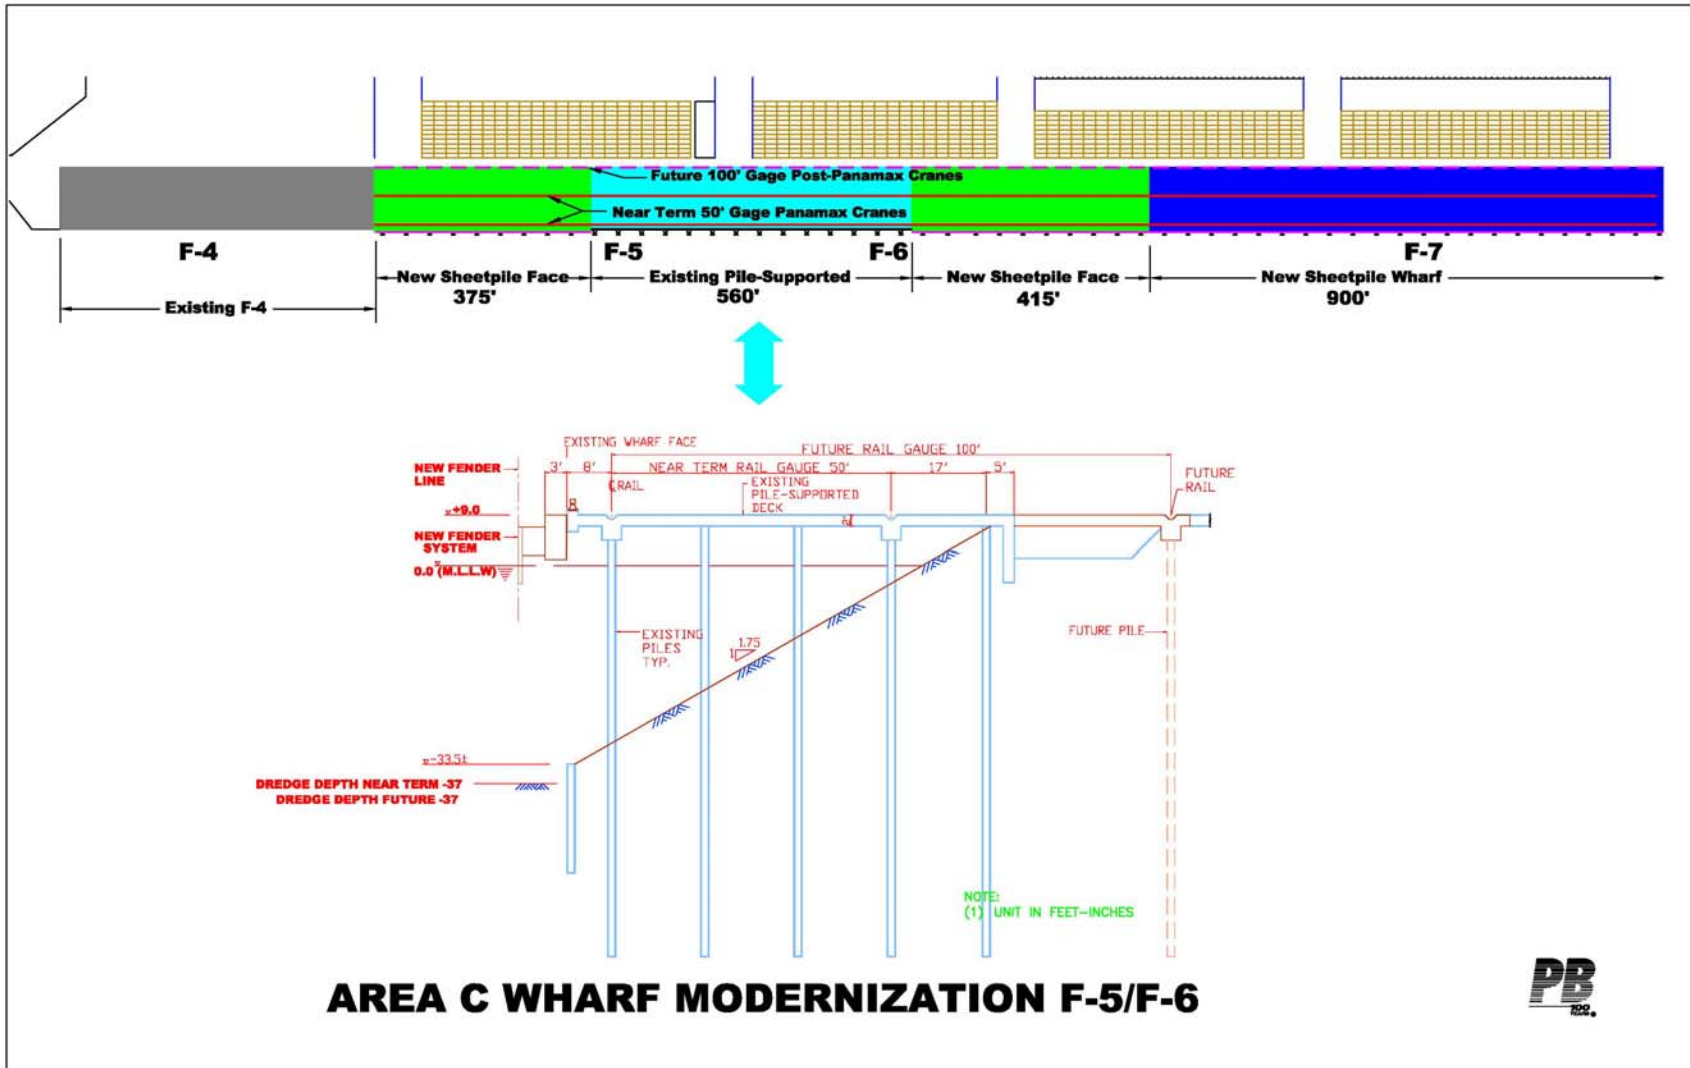 Future 100' Gage Post-Panamax Cranes
Near Term 50' Gage Panamax Cranes
F-4
F-5
F-6
F-7
New Sheetpile Face
375'
Existing Pile-Supported
560'
New Sheetpile Face
415'
New Sheetpile Wharf
900'
Existing F-4
EXISTING WHARF FACE
FUTURE RAIL GAUGE 100'
NEW FENDER
LINE
3'
8'
NEAR TERM RAIL GAUGE 50'
17'
5'
FUTURE
RAIL
RAIL
EXISTING
PILE-SUPPORTED
DECK
+9.0
NEW FENDER
SYSTEM
0.0 (M.L.L.W)
EXISTING
PILES
TYP.
1.75
1
FUTURE PILE
-33.5±
DREDGE DEPTH NEAR TERM -37
DREDGE DEPTH FUTURE -37
NOTE:
(1) UNIT IN FEET-INCHES
AREA C WHARF MODERNIZATION F-5/F-6
PB
100
YEARS